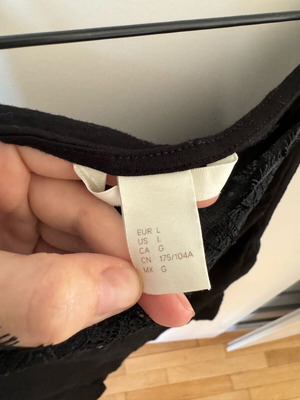 EUR L
US L
CA G
CN 175/104A
MX G